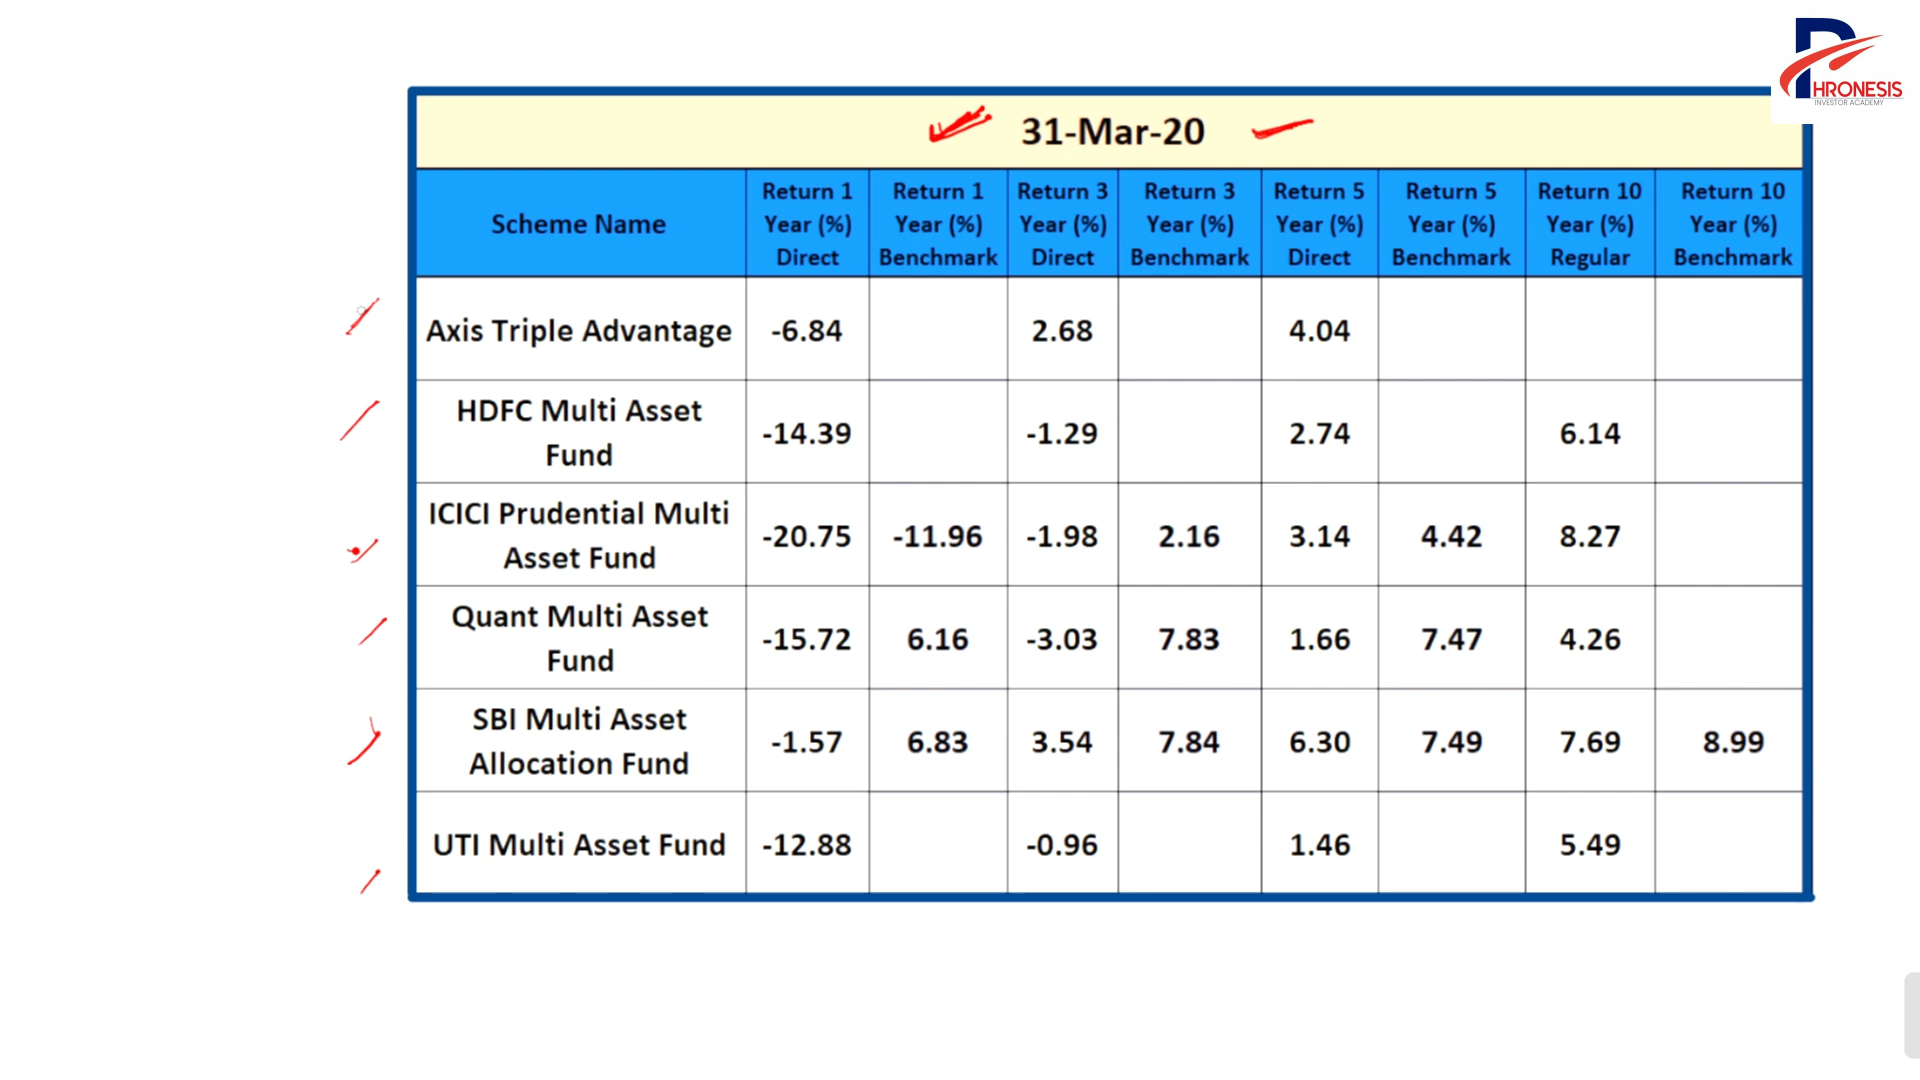 HRONESIS
INVESTOR ACADEMY
31-Mar-20
Scheme Name
Return 1 Year (%) Direct
Return 1 Year (%) Benchmark
Return 3 Year (%) Direct
Return 3 Year (%) Benchmark
Return 5 Year (%) Direct
Return 5 Year (%) Benchmark
Return 10 Year (%) Regular
Return 10 Year (%) Benchmark
Axis Triple Advantage -6.84 2.68 4.04
HDFC Multi Asset Fund -14.39 -1.29 2.74 6.14
ICICI Prudential Multi Asset Fund -20.75 -11.96 -1.98 2.16 3.14 4.42 8.27
Quant Multi Asset Fund -15.72 6.16 -3.03 7.83 1.66 7.47 4.26
SBI Multi Asset Allocation Fund -1.57 6.83 3.54 7.84 6.30 7.49 7.69 8.99
UTI Multi Asset Fund -12.88 -0.96 1.46 5.49